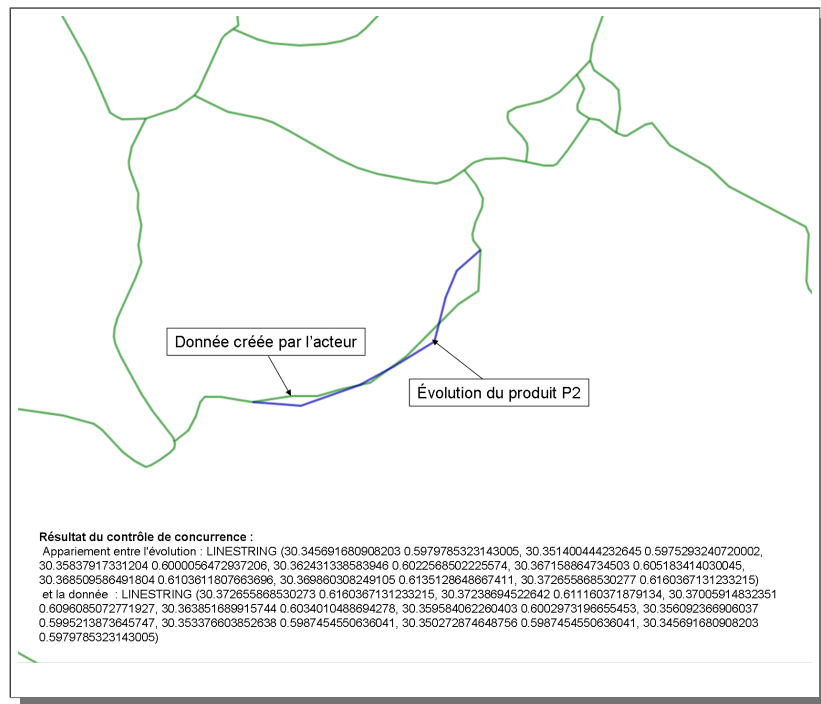 Donnée créée par l'acteur
Évolution du produit P2
Résultat du contrôle de concurrence :
Appariement entre l'évolution : LINESTRING (30.345691680908203 0.5979785323143005, 30.351400444232645 0.5975293240720002,
30.35837917331204 0.6000056472937206, 30.362431338583946 0.6022568502225574, 30.367158864734503 0.605183414030045,
30.368509586491804 0.6103611807663696, 30.369860308249105 0.6135128648667411, 30.372655868530277 0.6160367131233215)
et la donnée : LINESTRING (30.372655868530273 0.6160367131233215, 30.37238694522642 0.611160371879134, 30.37005914832351
0.6096085072771927, 30.363851689915744 0.6034010488694278, 30.359584062260403 0.6002973196655453, 30.356092366906037
0.5995213873645747, 30.353376603852638 0.5987454550636041, 30.350272874648756 0.5987454550636041, 30.345691680908203
0.5979785323143005)